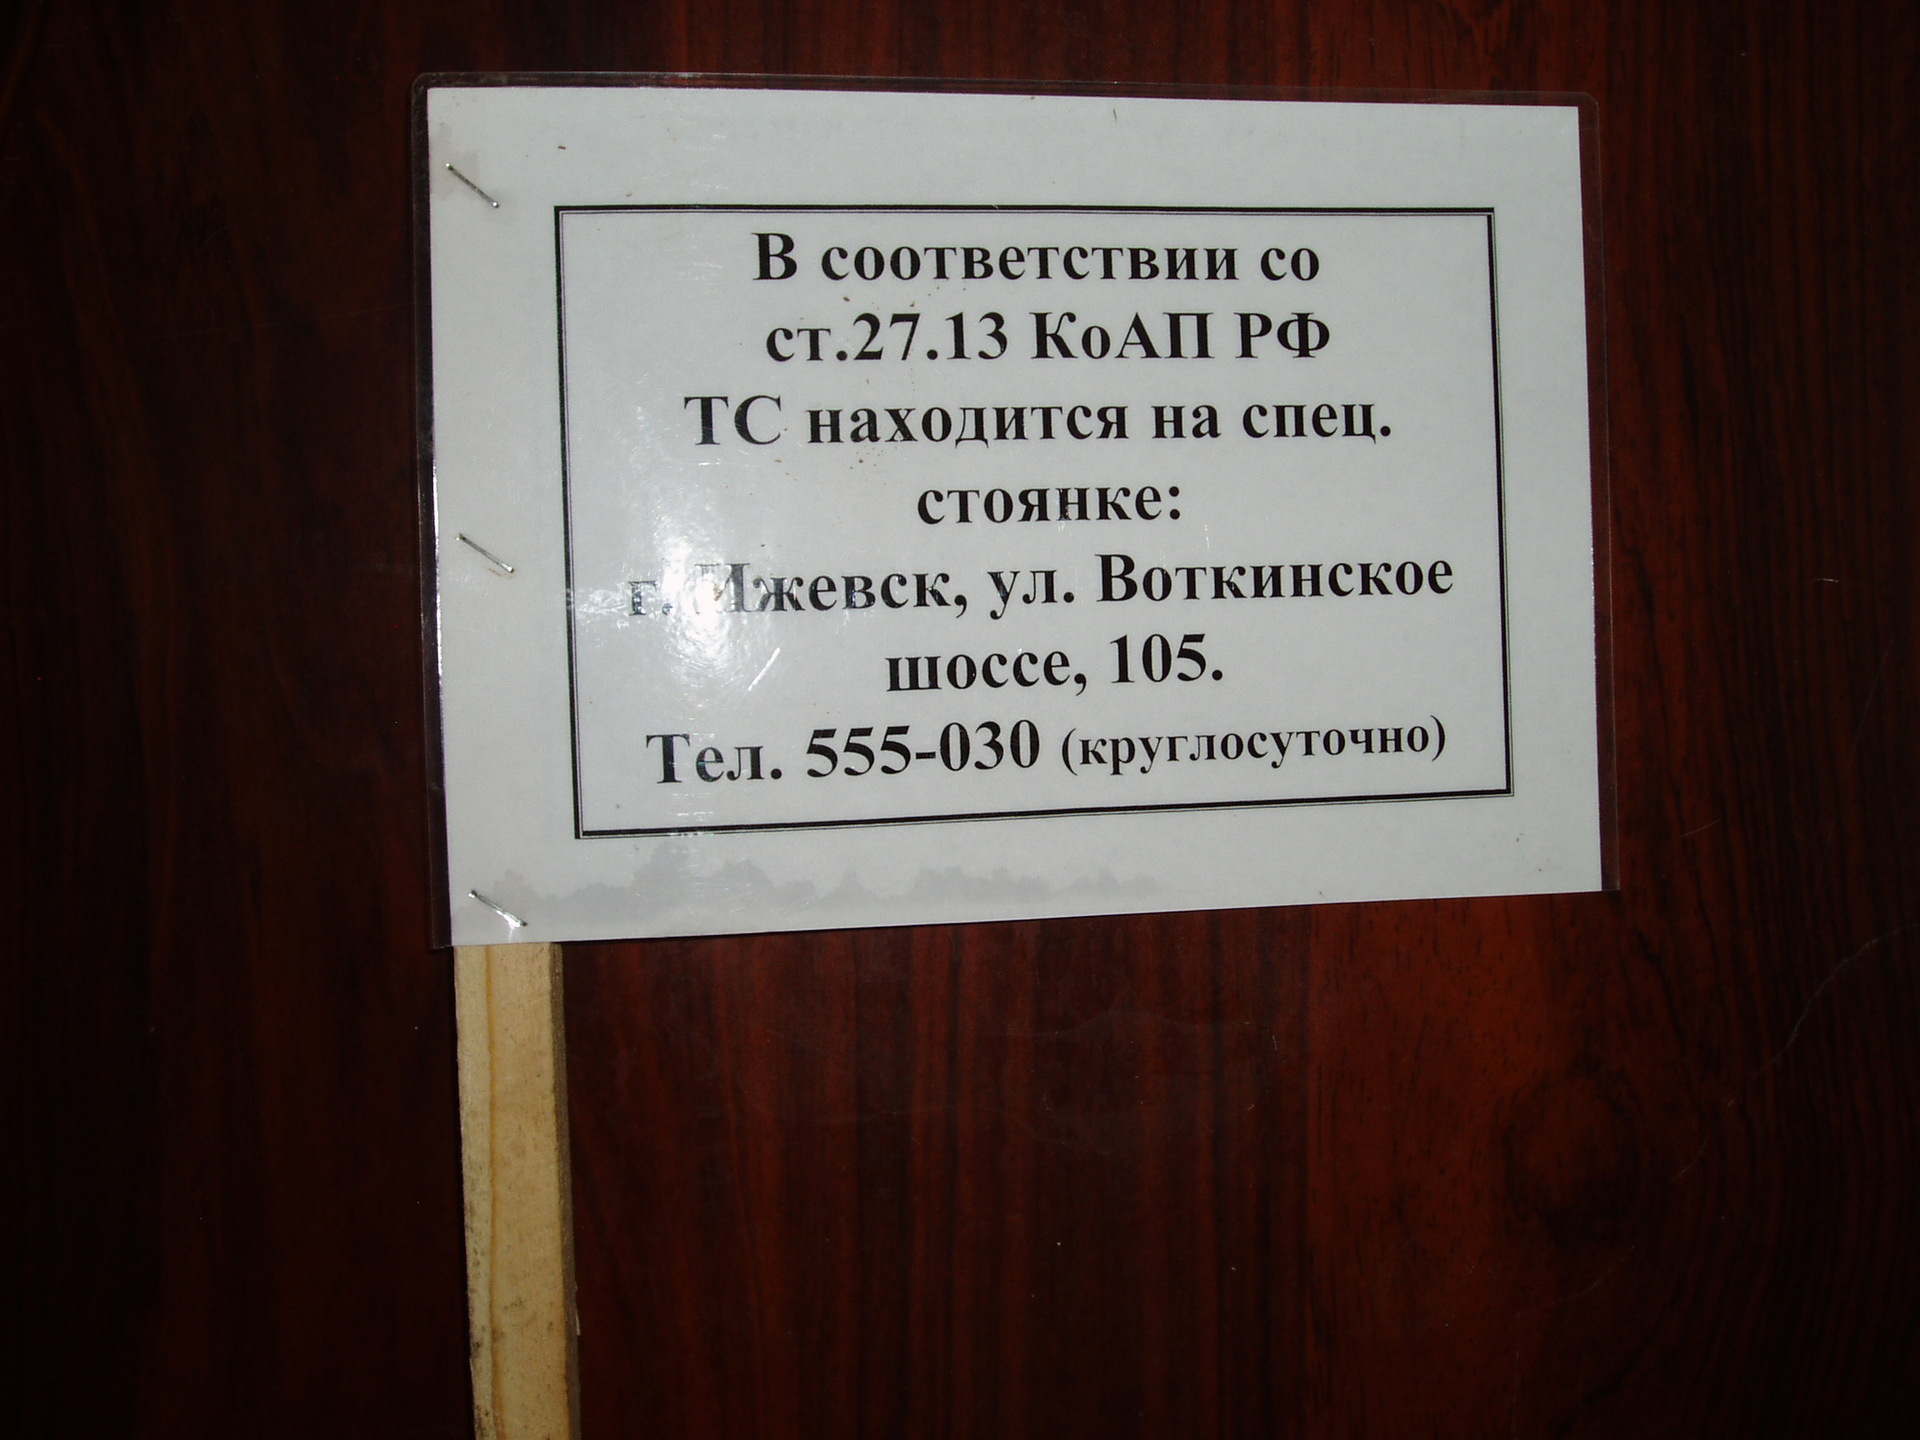 В соответствии со
ст.27.13 КоАП РФ
ТС находится на спец.
стоянке:
г. Ижевск, ул. Воткинское
шоссе, 105.
Тел. 555-030 (круглосуточно)